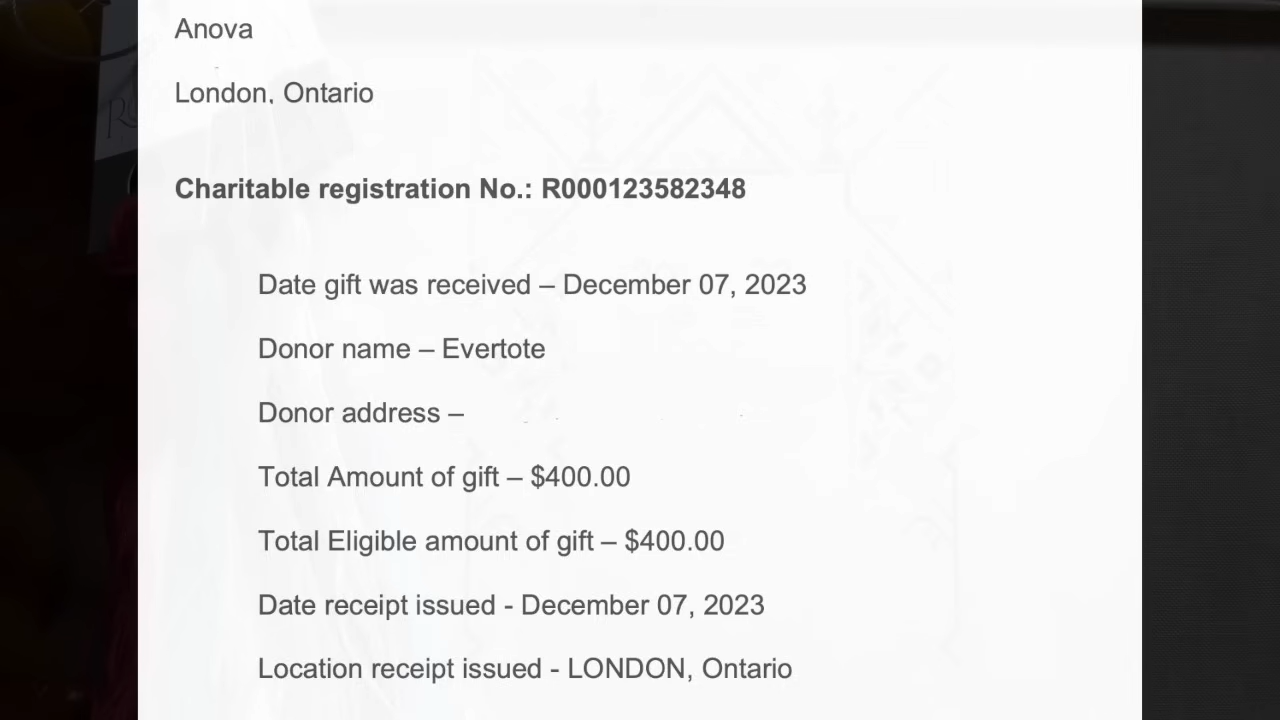 Anova
London, Ontario
Charitable registration No.: R000123582348
Date gift was received – December 07, 2023
Donor name – Evertote
Donor address –
Total Amount of gift – $400.00
Total Eligible amount of gift – $400.00
Date receipt issued - December 07, 2023
Location receipt issued - LONDON, Ontario